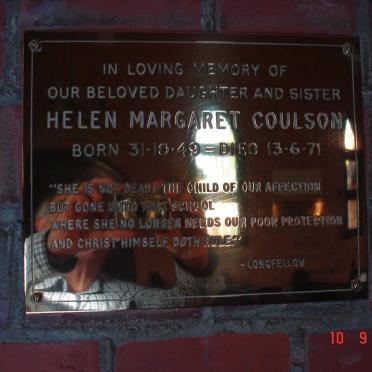 IN LOVING MEMORY OF
OUR BELOVED DAUGHTER AND SISTER
HELEN MARGARET COULSON
BORN 31-10-49 = DIED 13-6-71
"SHE IS NOT DEAD, THE CHILD OF OUR AFFECTION
BUT GONE UNTO THAT SCHOOL
WHERE SHE NO LONGER NEEDS OUR POOR PROTECTION
AND CHRIST HIMSELF DOTH RULE"
-LONGFELLOW
10 9